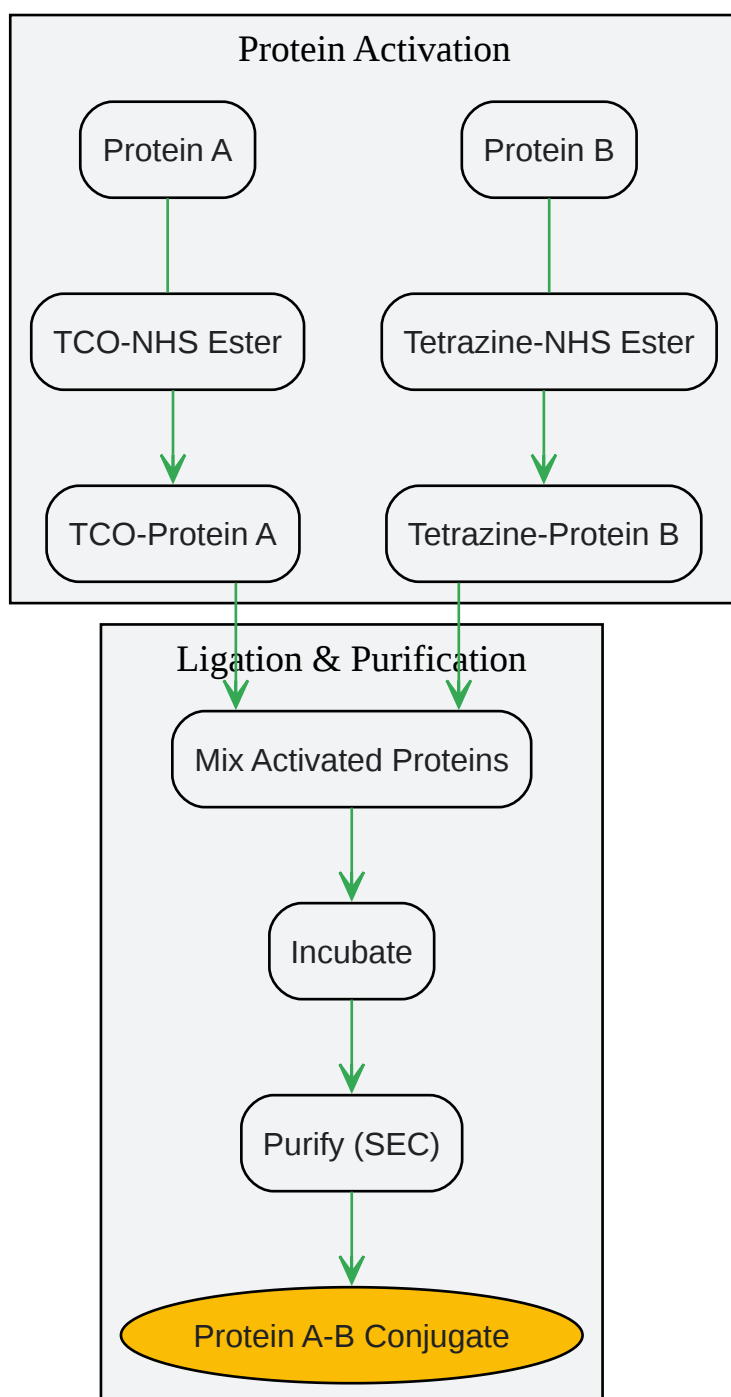 Protein Activation
Protein A
Protein B
TCO-NHS Ester
Tetrazine-NHS Ester
TCO-Protein A
Tetrazine-Protein B
Ligation & Purification
Mix Activated Proteins
Incubate
Purify (SEC)
Protein A-B Conjugate